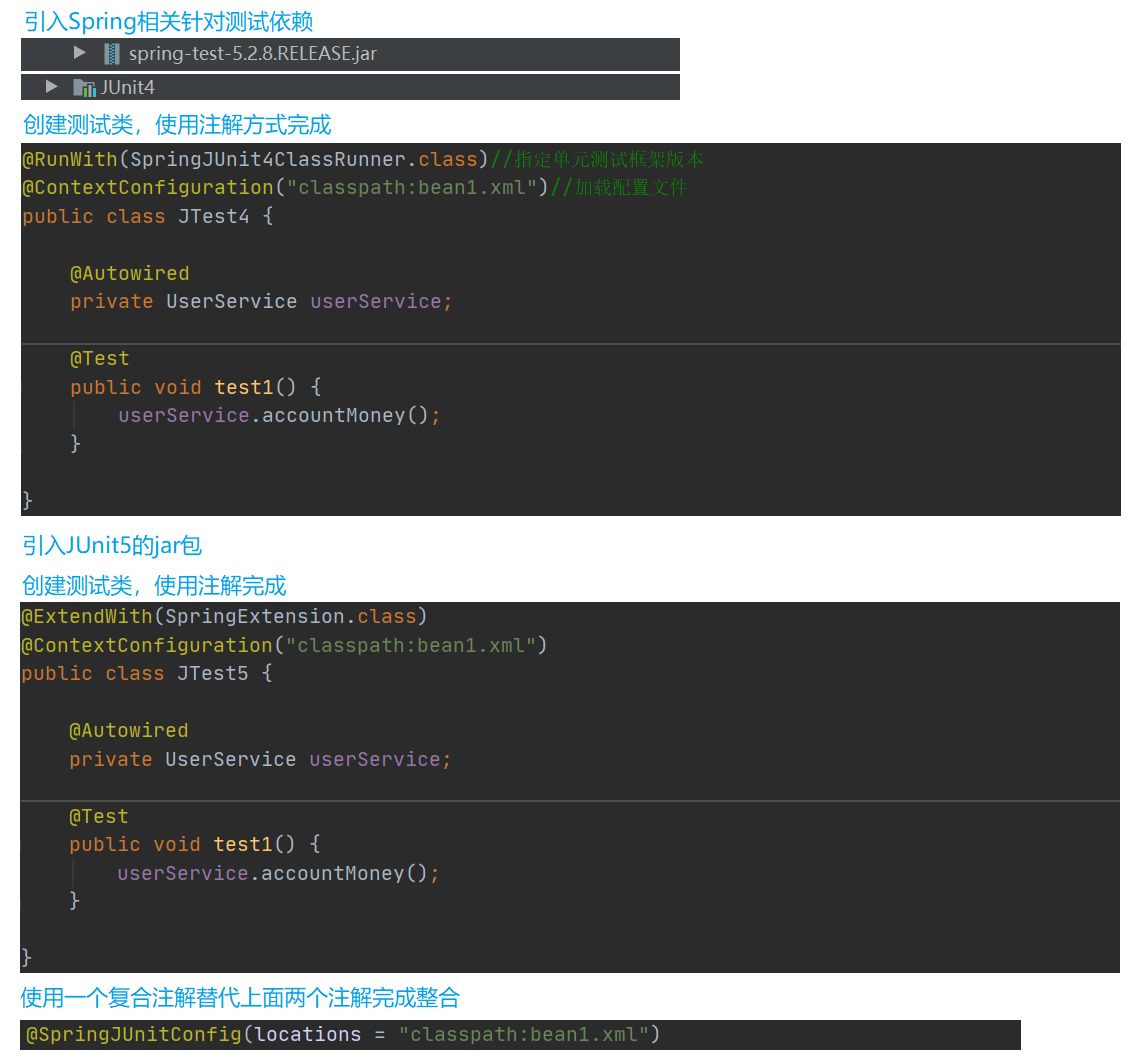 引入Spring相关针对测试依赖
spring-test-5.2.8.RELEASE.jar
JUnit4
创建测试类，使用注解方式完成
@RunWith(SpringJUnit4ClassRunner.class)//指定单元测试框架版本
@ContextConfiguration("classpath:bean1.xml")//加载配置文件
public class JTest4 {
@Autowired
private UserService userService;
@Test
public void test1() {
userService.accountMoney();
}
}
引入JUnit5的jar包
创建测试类，使用注解完成
@ExtendWith(SpringExtension.class)
@ContextConfiguration("classpath:bean1.xml")
public class JTest5 {
@Autowired
private UserService userService;
@Test
public void test1() {
userService.accountMoney();
}
}
使用一个复合注解替代上面两个注解完成整合
@SpringJUnitConfig(locations = "classpath:bean1.xml")